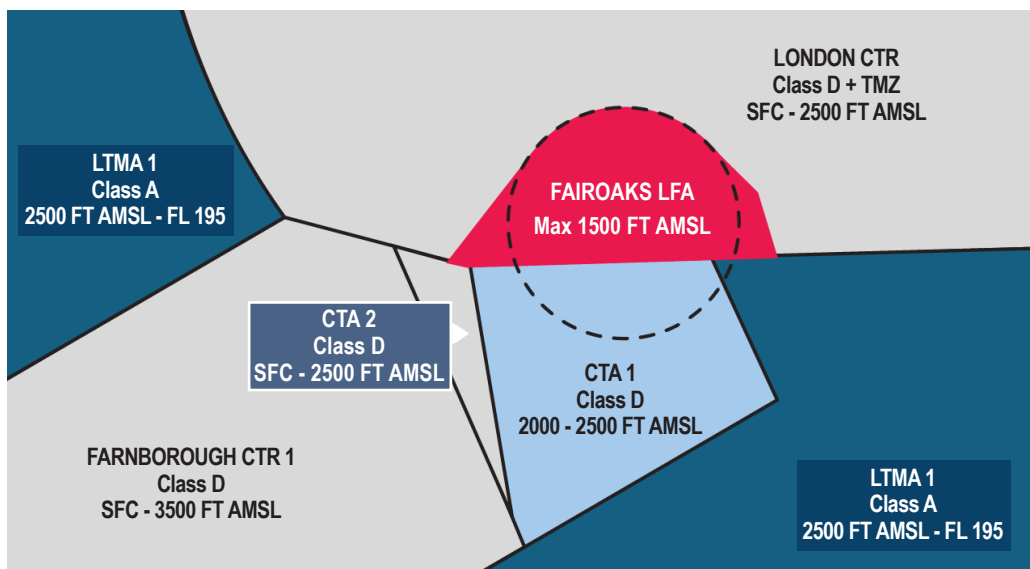 LONDON CTR
Class D + TMZ
SFC - 2500 FT AMSL
LTMA 1
Class A
2500 FT AMSL - FL 195
FAIROAKS LFA
Max 1500 FT AMSL
CTA 2
Class D
SFC - 2500 FT AMSL
CTA 1
Class D
2000 - 2500 FT AMSL
FARNBOROUGH CTR 1
Class D
SFC - 3500 FT AMSL
LTMA 1
Class A
2500 FT AMSL - FL 195